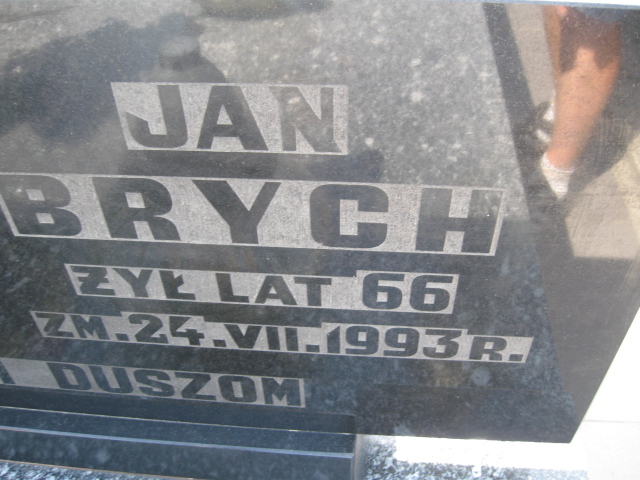 JAN
BRYCH
ŻYŁ LAT 66
ZM. 24. VII. 1993 R.
DUSZOM